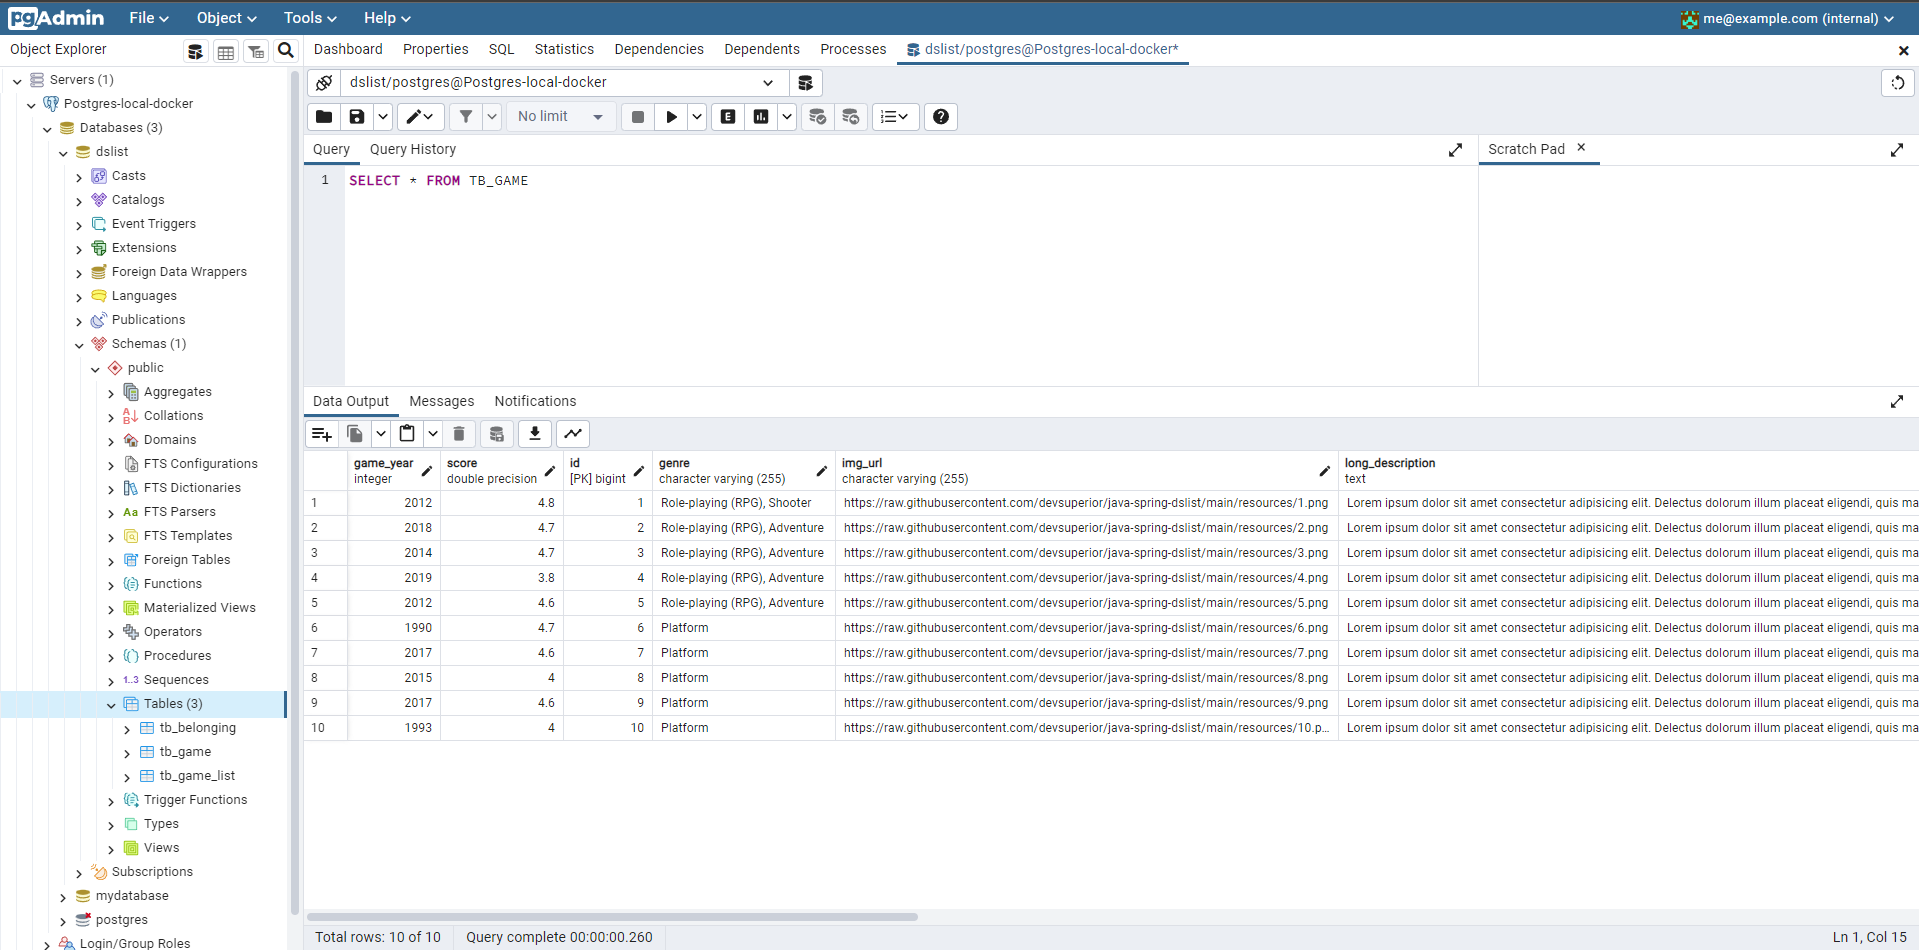 pgAdmin File Object Tools Help me@example.com (internal)
Object Explorer
Dashboard Properties SQL Statistics Dependencies Dependents Processes dslist/postgres@Postgres-local-docker*
Servers (1)
Postgres-local-docker
Databases (3)
dslist
Casts
Catalogs
Event Triggers
Extensions
Foreign Data Wrappers
Languages
Publications
Schemas (1)
public
Aggregates
Collations
Domains
FTS Configurations
FTS Dictionaries
FTS Parsers
FTS Templates
Foreign Tables
Functions
Materialized Views
Operators
Procedures
1..3 Sequences
Tables (3)
tb_belonging
tb_game
tb_game_list
Trigger Functions
Types
Views
Subscriptions
mydatabase
postgres
Login/Group Roles
dslist/postgres@Postgres-local-docker
No limit E
Query Query History Scratch Pad
1 SELECT * FROM TB_GAME
Data Output Messages Notifications
game_year score id genre img_url long_description
integer double precision [PK] bigint character varying (255) character varying (255) text
1 2012 4.8 1 Role-playing (RPG), Shooter https://raw.githubusercontent.com/devsuperior/java-spring-dslist/main/resources/1.png Lorem ipsum dolor sit amet consectetur adipisicing elit. Delectus dolorum illum placeat eligendi, quis ma
2 2018 4.7 2 Role-playing (RPG), Adventure https://raw.githubusercontent.com/devsuperior/java-spring-dslist/main/resources/2.png Lorem ipsum dolor sit amet consectetur adipisicing elit. Delectus dolorum illum placeat eligendi, quis ma
3 2014 4.7 3 Role-playing (RPG), Adventure https://raw.githubusercontent.com/devsuperior/java-spring-dslist/main/resources/3.png Lorem ipsum dolor sit amet consectetur adipisicing elit. Delectus dolorum illum placeat eligendi, quis ma
4 2019 3.8 4 Role-playing (RPG), Adventure https://raw.githubusercontent.com/devsuperior/java-spring-dslist/main/resources/4.png Lorem ipsum dolor sit amet consectetur adipisicing elit. Delectus dolorum illum placeat eligendi, quis ma
5 2012 4.6 5 Role-playing (RPG), Adventure https://raw.githubusercontent.com/devsuperior/java-spring-dslist/main/resources/5.png Lorem ipsum dolor sit amet consectetur adipisicing elit. Delectus dolorum illum placeat eligendi, quis ma
6 1990 4.7 6 Platform https://raw.githubusercontent.com/devsuperior/java-spring-dslist/main/resources/6.png Lorem ipsum dolor sit amet consectetur adipisicing elit. Delectus dolorum illum placeat eligendi, quis ma
7 2017 4.6 7 Platform https://raw.githubusercontent.com/devsuperior/java-spring-dslist/main/resources/7.png Lorem ipsum dolor sit amet consectetur adipisicing elit. Delectus dolorum illum placeat eligendi, quis ma
8 2015 4 8 Platform https://raw.githubusercontent.com/devsuperior/java-spring-dslist/main/resources/8.png Lorem ipsum dolor sit amet consectetur adipisicing elit. Delectus dolorum illum placeat eligendi, quis ma
9 2017 4.6 9 Platform https://raw.githubusercontent.com/devsuperior/java-spring-dslist/main/resources/9.png Lorem ipsum dolor sit amet consectetur adipisicing elit. Delectus dolorum illum placeat eligendi, quis ma
10 1993 4 10 Platform https://raw.githubusercontent.com/devsuperior/java-spring-dslist/main/resources/10.p... Lorem ipsum dolor sit amet consectetur adipisicing elit. Delectus dolorum illum placeat eligendi, quis ma
Total rows: 10 of 10 Query complete 00:00:00.260 Ln 1, Col 15